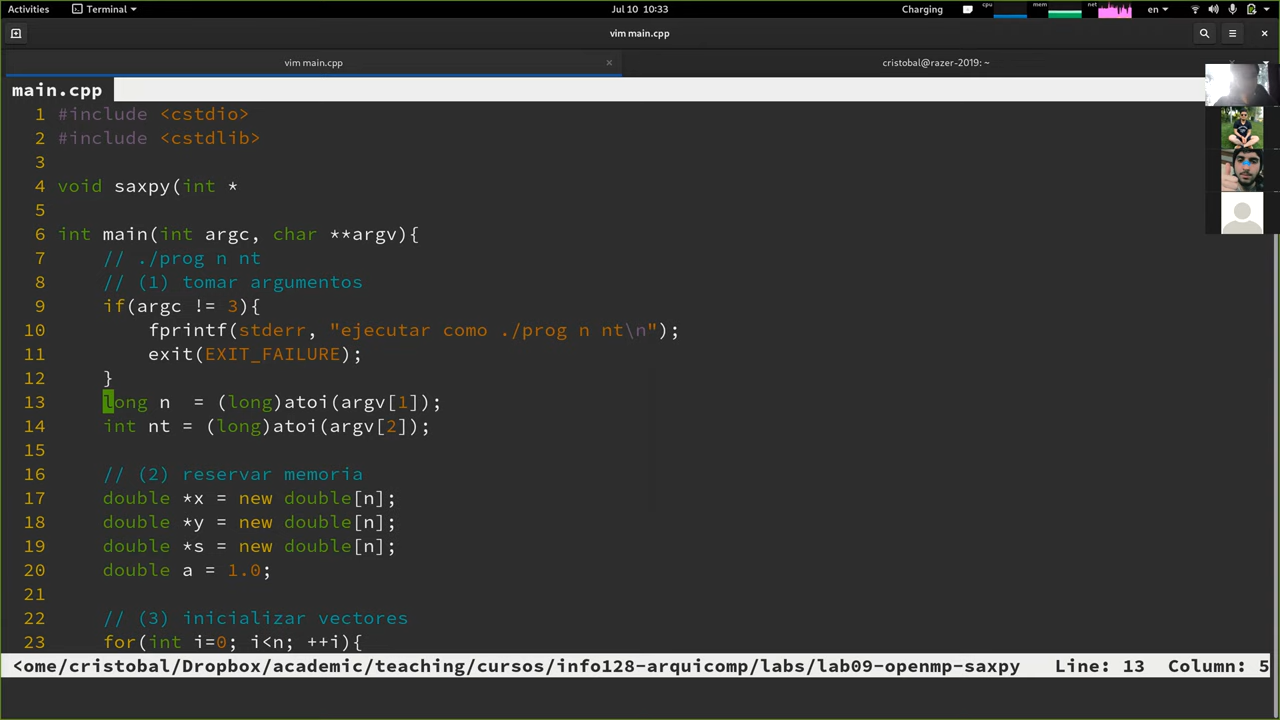 Activities Terminal Jul 10 10:33 Charging cpu mem net en
vim main.cpp
vim main.cpp × cristobal@razer-2019: ~
main.cpp
1 #include <cstdio>
2 #include <cstdlib>
3
4 void saxpy(int *
5
6 int main(int argc, char **argv){
7 // ./prog n nt
8 // (1) tomar argumentos
9 if(argc != 3){
10 fprintf(stderr, "ejecutar como ./prog n nt\n");
11 exit(EXIT_FAILURE);
12 }
13 long n  = (long)atoi(argv[1]);
14 int nt = (long)atoi(argv[2]);
15
16 // (2) reservar memoria
17 double *x = new double[n];
18 double *y = new double[n];
19 double *s = new double[n];
20 double a = 1.0;
21
22 // (3) inicializar vectores
23 for(int i=0; i<n; ++i){
<ome/cristobal/Dropbox/academic/teaching/cursos/info128-arquicomp/labs/lab09-openmp-saxpy Line: 13 Column: 5